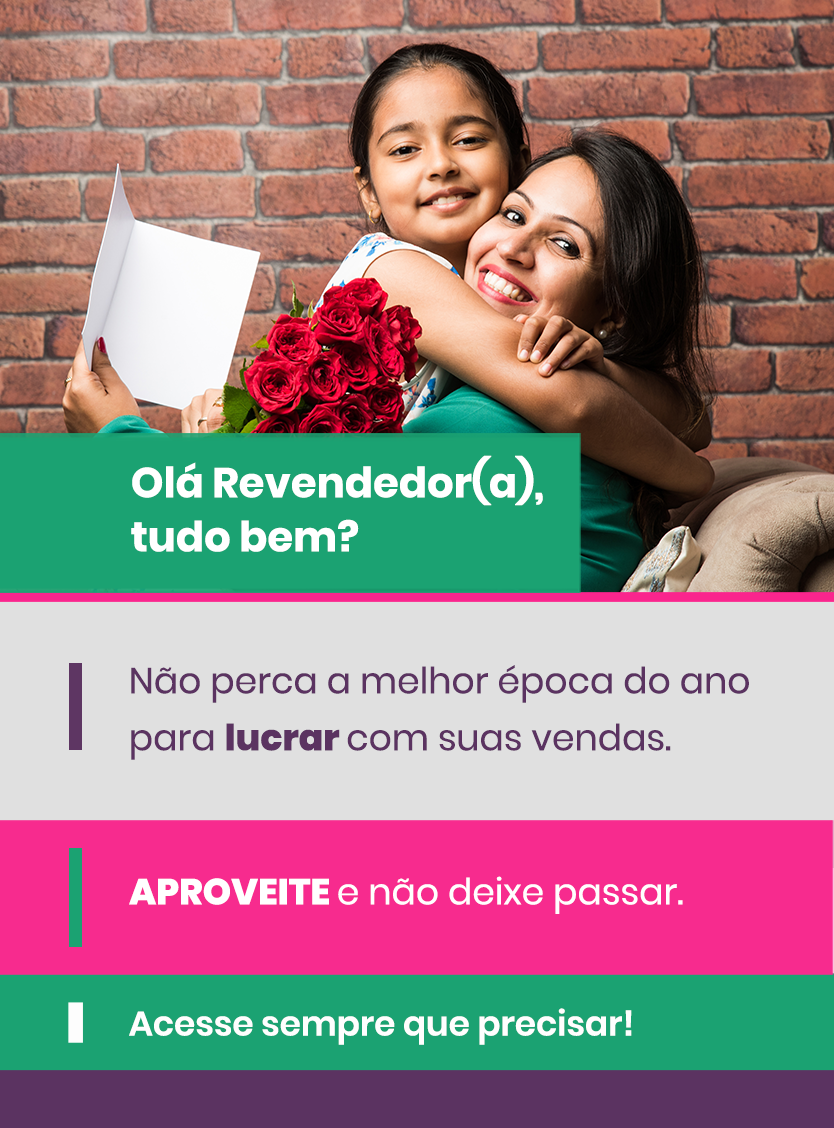 Olá Revendedor(a),
tudo bem?
Não perca a melhor época do ano
para lucrar com suas vendas.
APROVEITE e não deixe passar.
Acesse sempre que precisar!